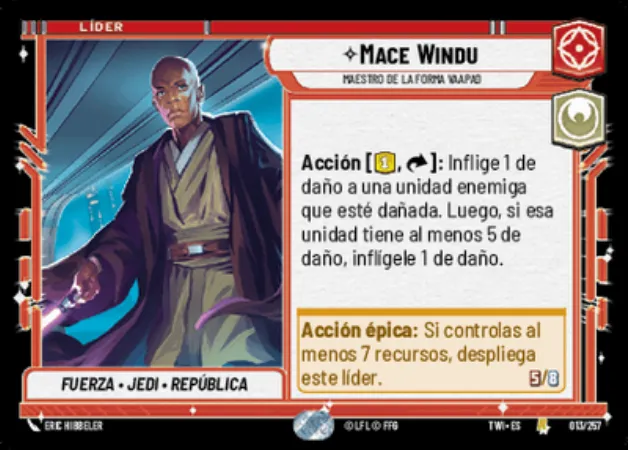 LÍDER
MACE WINDU
MAESTRO DE LA FORMA VAAPAD
Acción [1, ]: Inflige 1 de
daño a una unidad enemiga
que esté dañada. Luego, si esa
unidad tiene al menos 5 de
daño, inflígele 1 de daño.
Acción épica: Si controlas al
menos 7 recursos, despliega
este líder.
5/8
FUERZA • JEDI • REPÚBLICA
ERIC HIBBELER
© LFL © FFG
TWI • ES
013/257